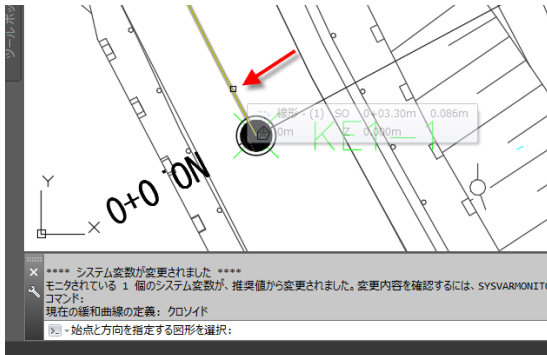 ツール ボ
線形 - (1) SO 0+03.30m 0.086m
0m Z 0.000m
KE1-1
0+0 NO
Y
X
**** システム変数が変更されました ****
モニタされている 1 個のシステム変数が、推奨値から変更されました。変更内容を確認するには、SYSVARMONITO
コマンド:
現在の緩和曲線の定義: クロソイド
始点と方向を指定する図形を選択: